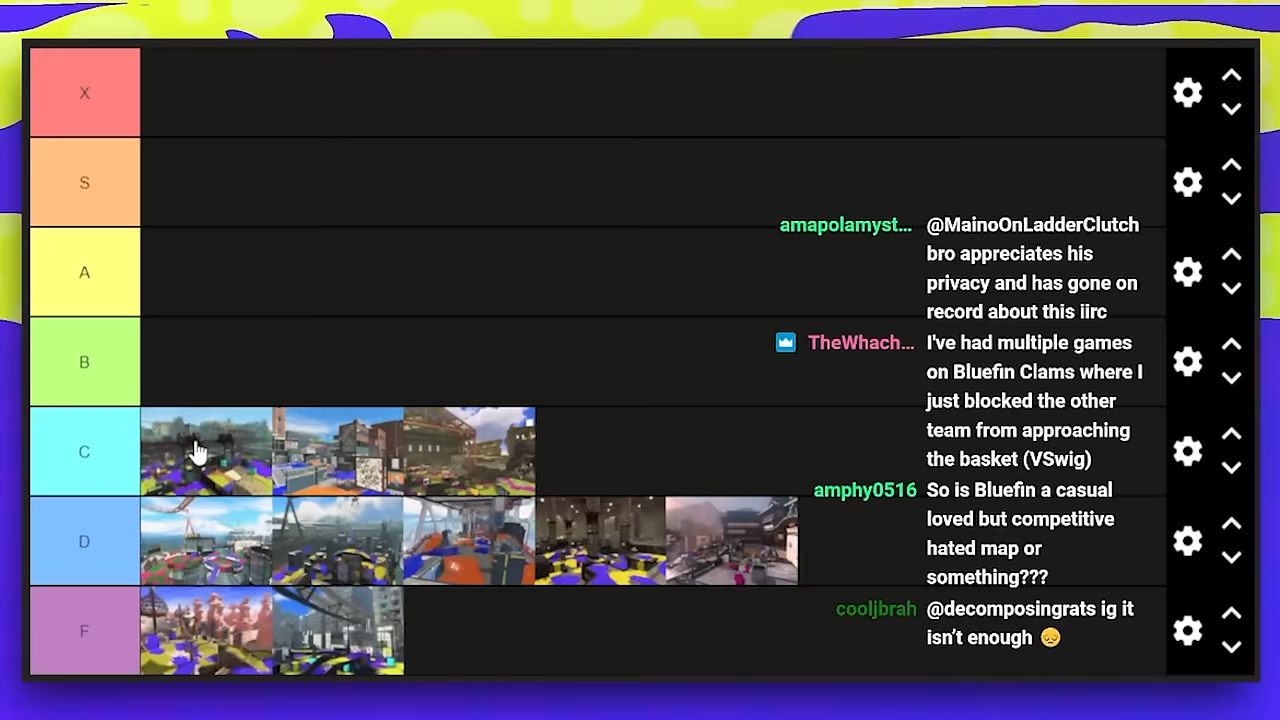 X
S
amapolamyst... @MainoOnLadderClutch
bro appreciates his
privacy and has gone on
record about this iirc
A
TheWhach... I've had multiple games
on Bluefin Clams where I
just blocked the other
team from approaching
the basket (VSwig)
B
C
amphy0516 So is Bluefin a casual
loved but competitive
hated map or
something???
D
cooljbrah @decomposingrats ig it
isn't enough 😔
F